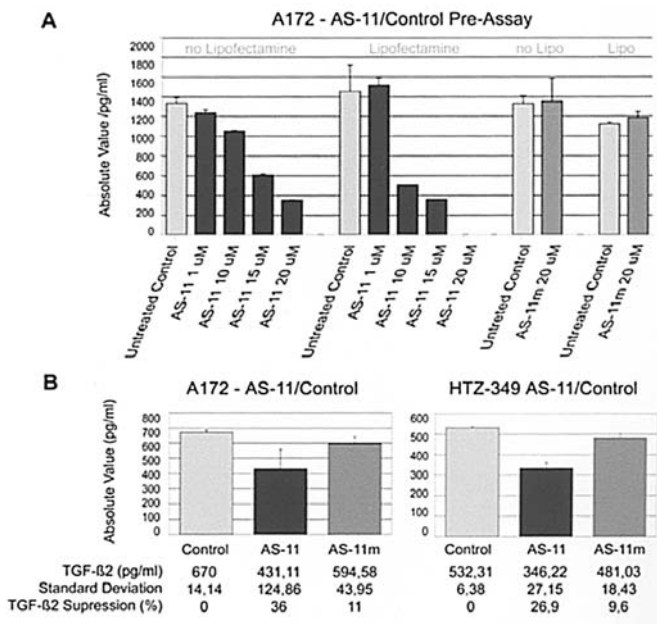 A
A172 - AS-11/Control Pre-Assay
no Lipofectamine Lipofectamine no Lipo Lipo
Absolute Value /pg/ml)
2000
1800
1600
1400
1200
1000
800
600
400
200
0
Untreated Control
AS-11 1 uM
AS-11 10 uM
AS-11 15 uM
AS-11 20 uM
Untreated Control
AS-11 1 uM
AS-11 10 uM
AS-11 15 uM
AS-11 20 uM
Untreted Control
AS-11m 20 uM
Untreated Control
AS-11m 20 uM
B
A172 - AS-11/Control
HTZ-349 AS-11/Control
Absolute Value (pg/ml)
800
700
600
500
400
300
200
100
0
600
500
400
300
200
100
0
Control AS-11 AS-11m Control AS-11 AS-11m
TGF-ß2 (pg/ml) 670 431,11 594,58 532,31 346,22 481,03
Standard Deviation 14,14 124,86 43,95 6,38 27,15 18,43
TGF-ß2 Supression (%) 0 36 11 0 26,9 9,6